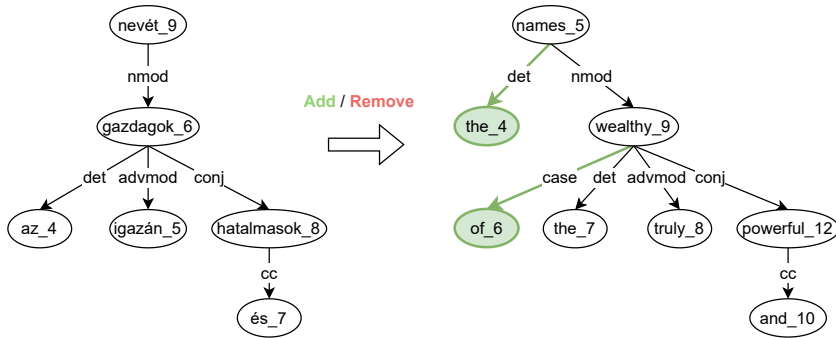 nevét_9
nmod
gazdagok_6
det advmod conj
az_4 igazán_5 hatalmasok_8
cc
és_7
Add / Remove
names_5
det nmod
the_4 wealthy_9
case det advmod conj
of_6 the_7 truly_8 powerful_12
cc
and_10